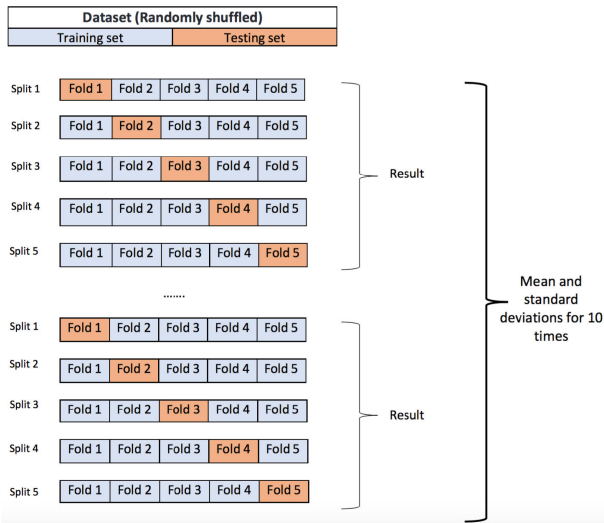 Dataset (Randomly shuffled)
Training set Testing set
Split 1 Fold 1 Fold 2 Fold 3 Fold 4 Fold 5
Split 2 Fold 1 Fold 2 Fold 3 Fold 4 Fold 5
Split 3 Fold 1 Fold 2 Fold 3 Fold 4 Fold 5
Result
Split 4 Fold 1 Fold 2 Fold 3 Fold 4 Fold 5
Split 5 Fold 1 Fold 2 Fold 3 Fold 4 Fold 5
.......
Mean and
standard
deviations for 10
times
Split 1 Fold 1 Fold 2 Fold 3 Fold 4 Fold 5
Split 2 Fold 1 Fold 2 Fold 3 Fold 4 Fold 5
Split 3 Fold 1 Fold 2 Fold 3 Fold 4 Fold 5
Result
Split 4 Fold 1 Fold 2 Fold 3 Fold 4 Fold 5
Split 5 Fold 1 Fold 2 Fold 3 Fold 4 Fold 5